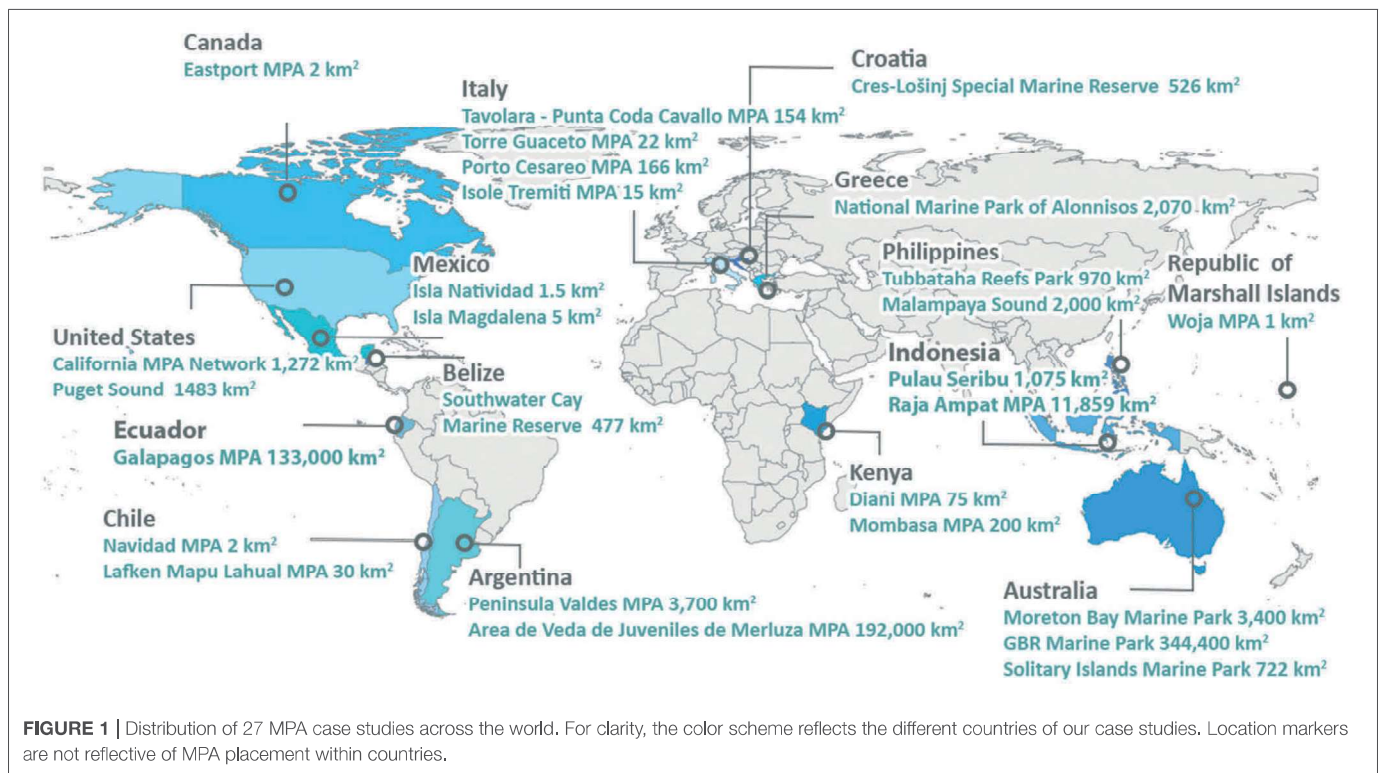 Canada
Eastport MPA 2 km²
Italy
Tavolara - Punta Coda Cavallo MPA 154 km²
Torre Guaceto MPA 22 km²
Porto Cesareo MPA 166 km²
Isole Tremiti MPA 15 km²
Croatia
Cres-Lošinj Special Marine Reserve 526 km²
Greece
National Marine Park of Alonnisos 2,070 km²
Philippines
Tubbataha Reefs Park 970 km²
Malampaya Sound 2,000 km²
Republic of
Marshall Islands
Woja MPA 1 km²
Mexico
Isla Natividad 1.5 km²
Isla Magdalena 5 km²
United States
California MPA Network 1,272 km²
Puget Sound 1483 km²
Belize
Southwater Cay
Marine Reserve 477 km²
Indonesia
Pulau Seribu 1,075 km²
Raja Ampat MPA 11,859 km²
Ecuador
Galapagos MPA 133,000 km²
Kenya
Diani MPA 75 km²
Mombasa MPA 200 km²
Chile
Navidad MPA 2 km²
Lafken Mapu Lahual MPA 30 km²
Argentina
Peninsula Valdes MPA 3,700 km²
Area de Veda de Juveniles de Merluza MPA 192,000 km²
Australia
Moreton Bay Marine Park 3,400 km²
GBR Marine Park 344,400 km²
Solitary Islands Marine Park 722 km²
FIGURE 1 | Distribution of 27 MPA case studies across the world. For clarity, the color scheme reflects the different countries of our case studies. Location markers
are not reflective of MPA placement within countries.